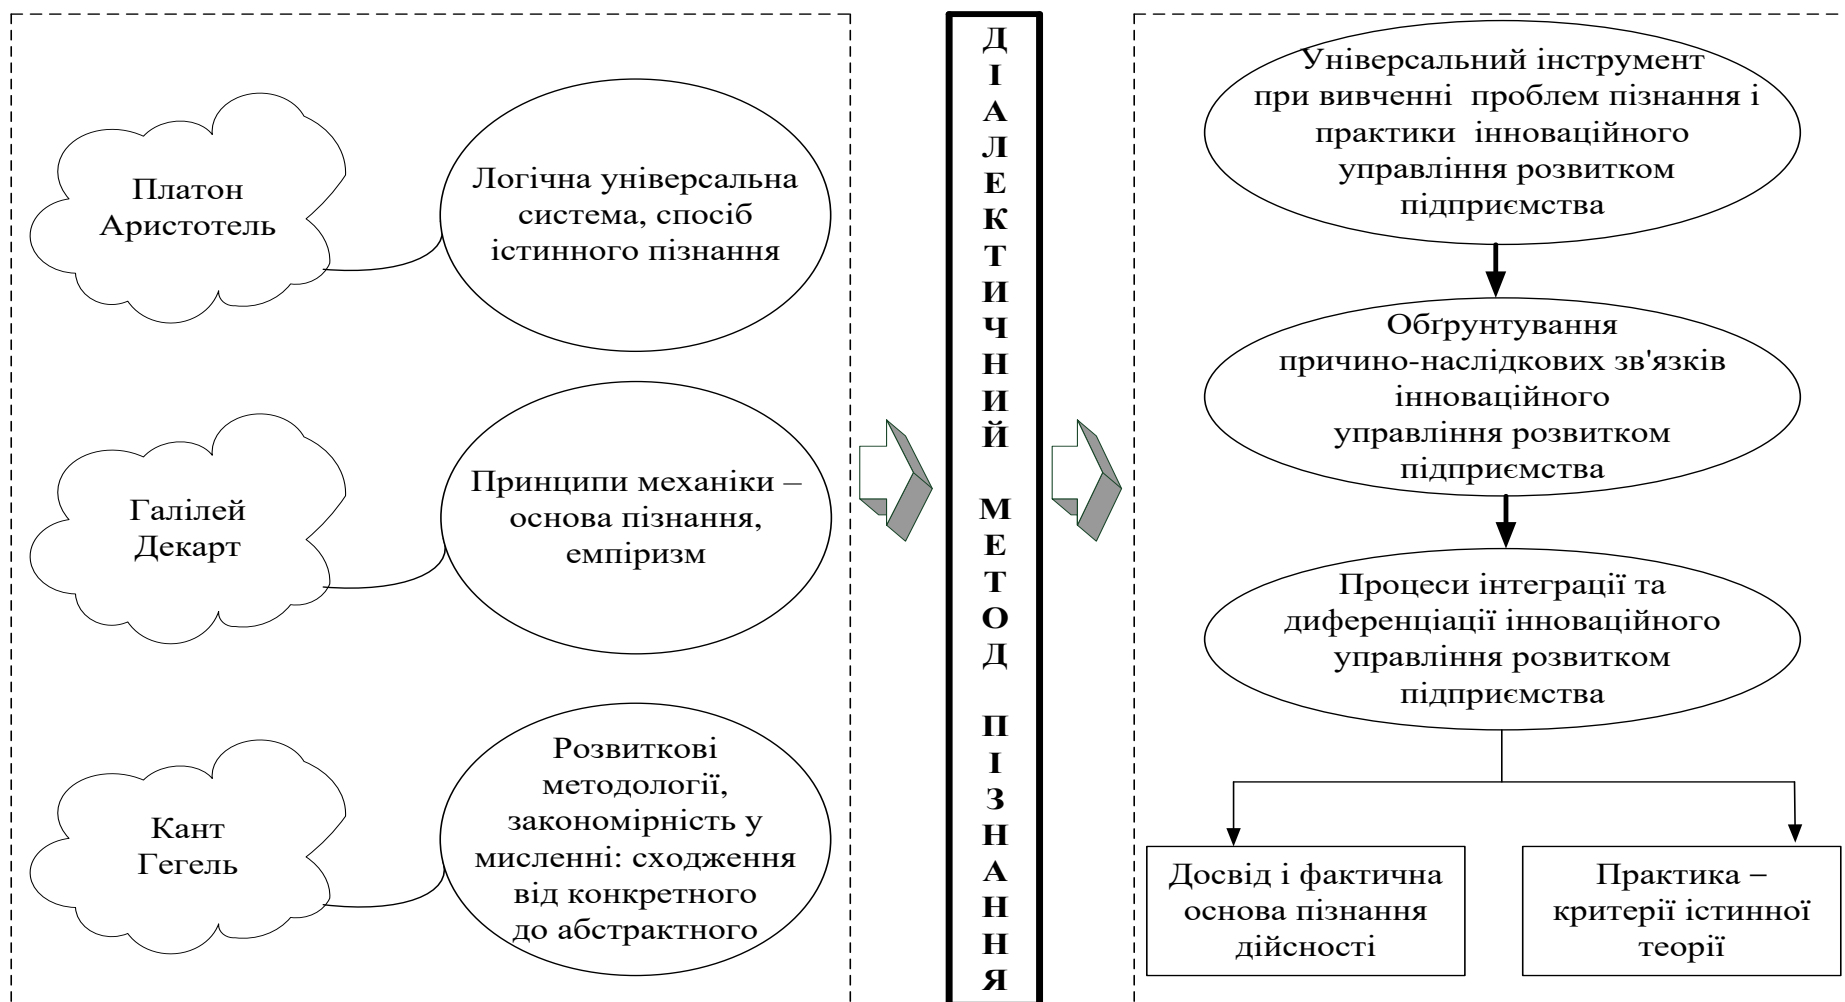 Платон
Аристотель
Логічна універсальна
система, спосіб
істинного пізнання
Галілей
Декарт
Принципи механіки –
основа пізнання,
емпіризм
Кант
Гегель
Розвиткові
методології,
закономірність у
мисленні: сходження
від конкретного
до абстрактного
ДІАЛЕКТИЧНИЙ МЕТОД ПІЗНАННЯ
Універсальний інструмент
при вивченні проблем пізнання і
практики інноваційного
управління розвитком
підприємства
Обґрунтування
причино-наслідкових зв'язків
інноваційного
управління розвитком
підприємства
Процеси інтеграції та
диференціації інноваційного
управління розвитком
підприємства
Досвід і фактична
основа пізнання
дійсності
Практика –
критерії істинної
теорії